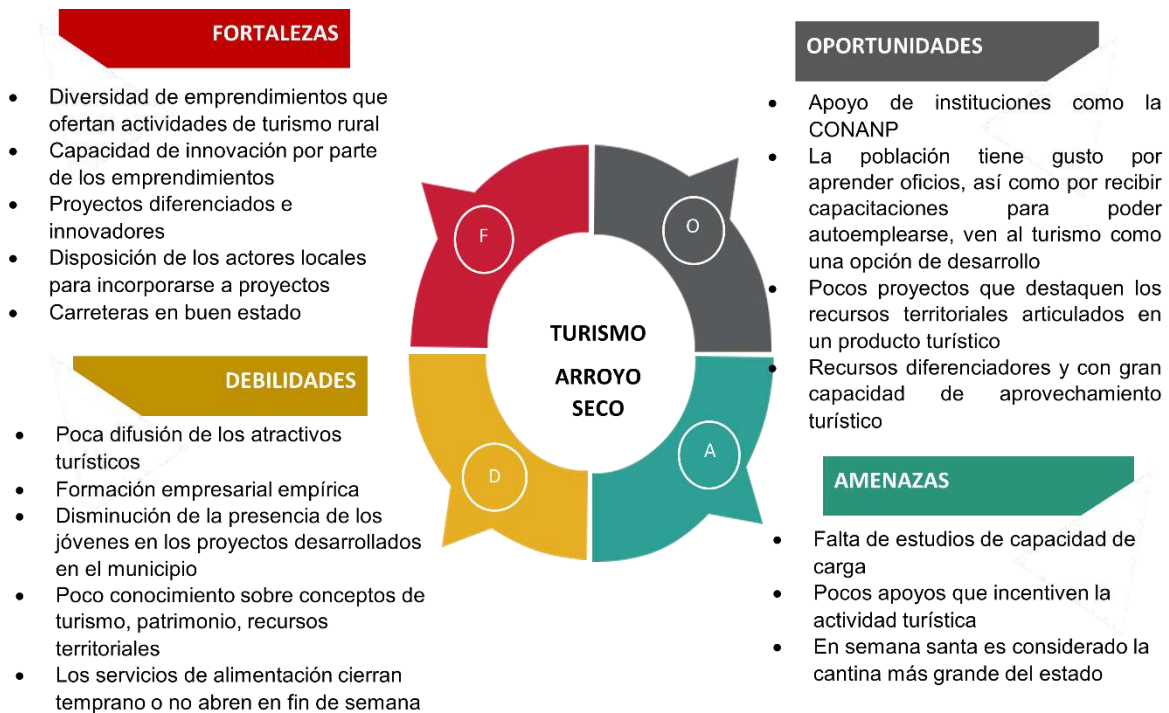 FORTALEZAS
• Diversidad de emprendimientos que
ofertan actividades de turismo rural
• Capacidad de innovación por parte
de los emprendimientos
• Proyectos diferenciados e
innovadores
• Disposición de los actores locales
para incorporarse a proyectos
• Carreteras en buen estado
DEBILIDADES
• Poca difusión de los atractivos
turísticos
• Formación empresarial empírica
• Disminución de la presencia de los
jóvenes en los proyectos desarrollados
en el municipio
• Poco conocimiento sobre conceptos de
turismo, patrimonio, recursos
territoriales
• Los servicios de alimentación cierran
temprano o no abren en fin de semana
F
O
D
A
TURISMO
ARROYO
SECO
OPORTUNIDADES
• Apoyo de instituciones como la
CONANP
• La población tiene gusto por
aprender oficios, así como por recibir
capacitaciones para poder
autoemplearse, ven al turismo como
una opción de desarrollo
• Pocos proyectos que destaquen los
recursos territoriales articulados en
un producto turístico
• Recursos diferenciadores y con gran
capacidad de aprovechamiento
turístico
AMENAZAS
• Falta de estudios de capacidad de
carga
• Pocos apoyos que incentiven la
actividad turística
• En semana santa es considerado la
cantina más grande del estado